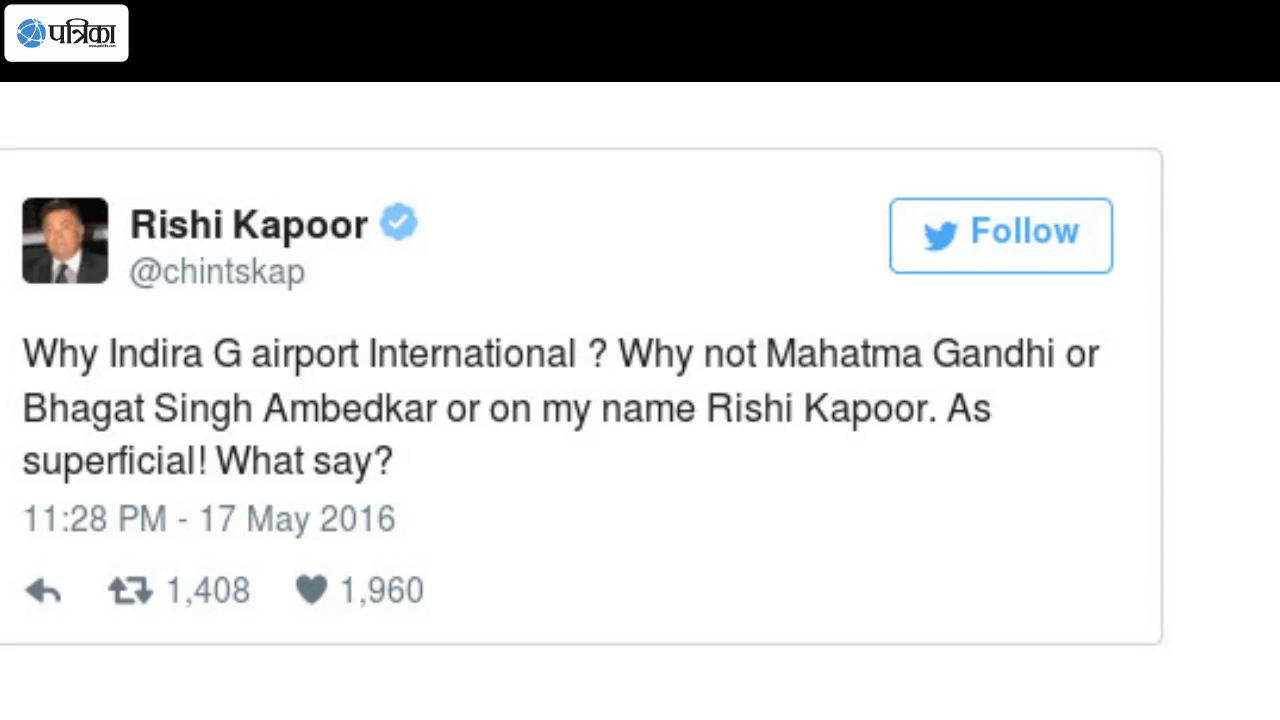 पत्रिका
Rishi Kapoor
@chintskap
Follow
Why Indira G airport International ? Why not Mahatma Gandhi or
Bhagat Singh Ambedkar or on my name Rishi Kapoor. As
superficial! What say?
11:28 PM - 17 May 2016
1,408 1,960